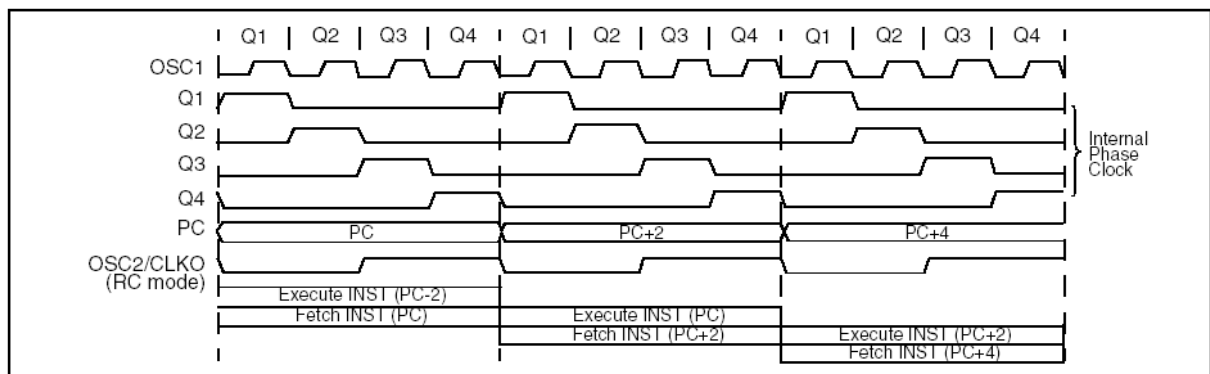 Q1 | Q2 | Q3 | Q4 | Q1 | Q2 | Q3 | Q4 | Q1 | Q2 | Q3 | Q4
OSC1
Q1
Q2
Q3
Q4
Internal
Phase
Clock
PC PC PC+2 PC+4
OSC2/CLKO
(RC mode)
Execute INST (PC-2)
Fetch INST (PC) Execute INST (PC)
Fetch INST (PC+2) Execute INST (PC+2)
Fetch INST (PC+4)